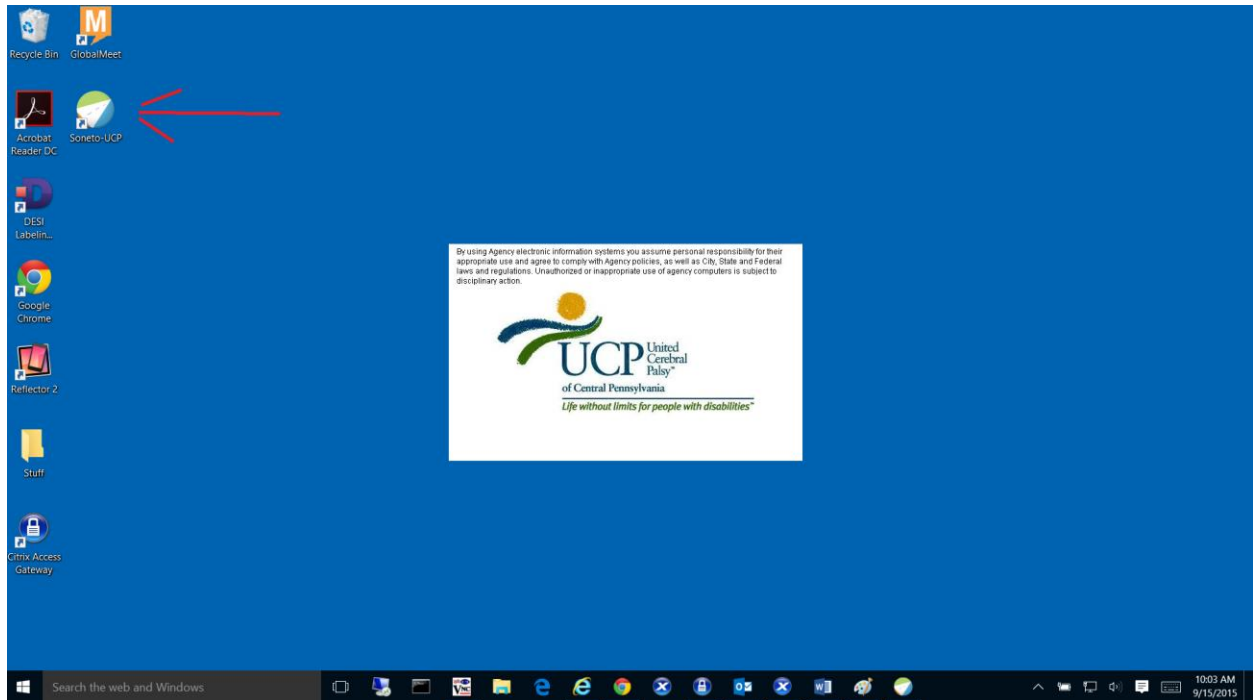 Recycle Bin
GlobalMeet
Acrobat
Reader DC
Soneto-UCP
DESI
Labelin...
Google
Chrome
Reflector 2
Stuff
Citrix Access
Gateway
By using Agency electronic information systems you assume personal responsibility for their
appropriate use and agree to comply with Agency policies, as well as City, State and Federal
laws and regulations. Unauthorized or inappropriate use of agency computers is subject to
disciplinary action.
UCP
United
Cerebral
Palsy™
of Central Pennsylvania
Life without limits for people with disabilities™
Search the web and Windows
10:03 AM
9/15/2015